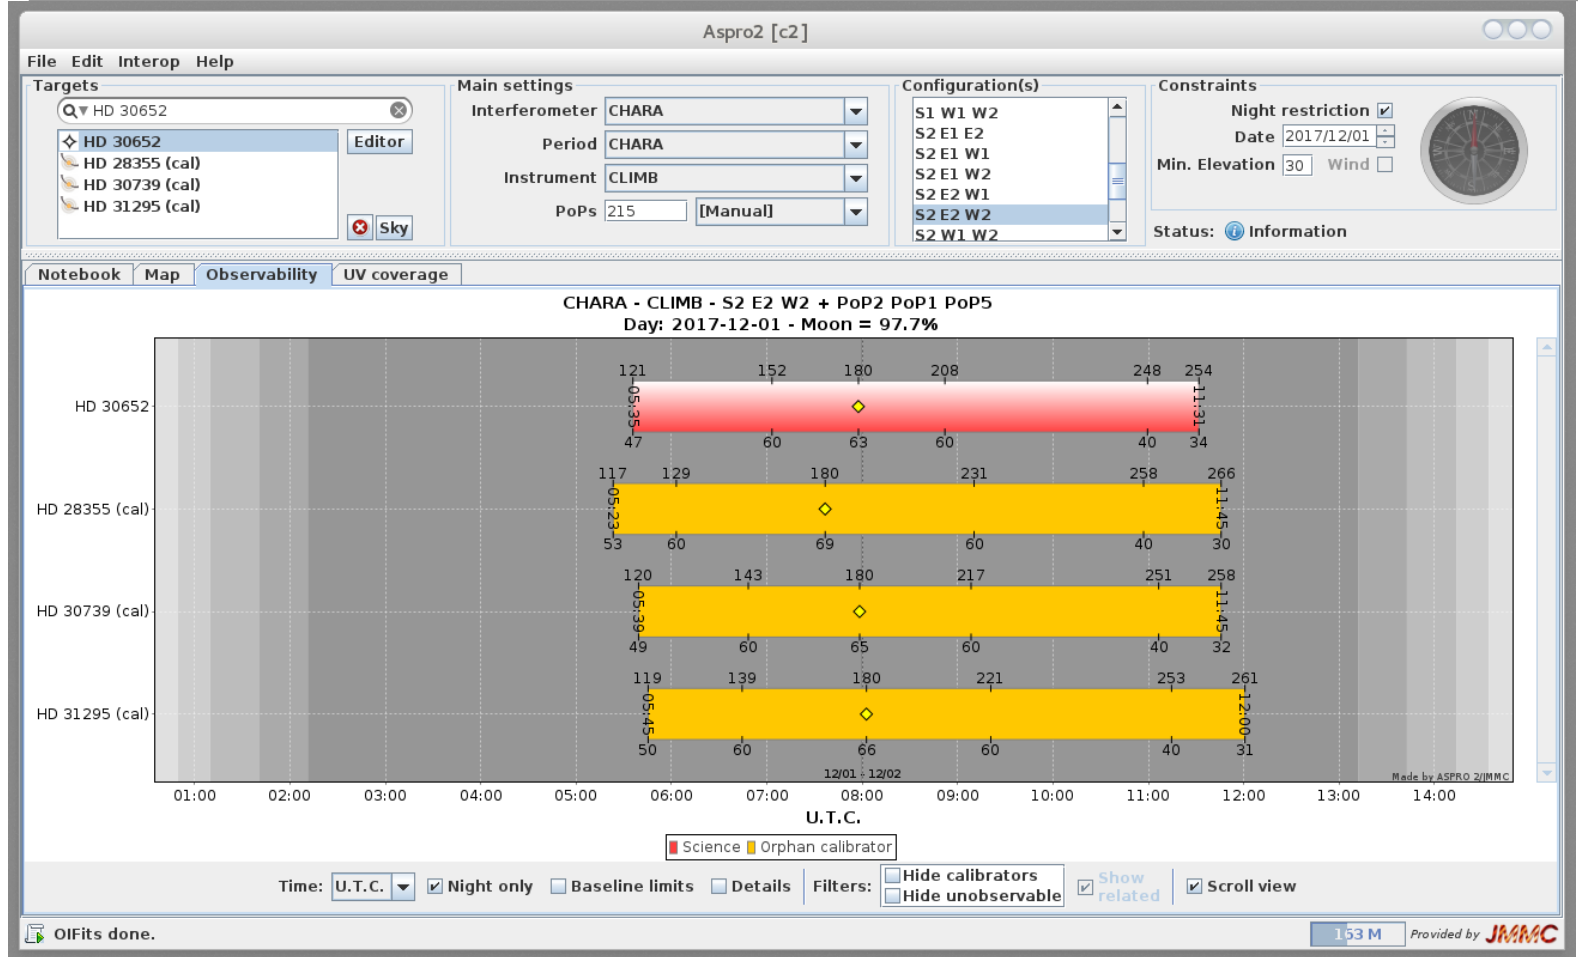 Aspro2 [c2]
File Edit Interop Help
Targets
HD 30652
HD 30652
HD 28355 (cal)
HD 30739 (cal)
HD 31295 (cal)
Editor
Sky
Main settings
Interferometer CHARA
Period CHARA
Instrument CLIMB
PoPs 215 [Manual]
Configuration(s)
S1 W1 W2
S2 E1 E2
S2 E1 W1
S2 E1 W2
S2 E2 W1
S2 E2 W2
S2 W1 W2
Constraints
Night restriction
Date 2017/12/01
Min. Elevation 30 Wind
Status: Information
Notebook Map Observability UV coverage
CHARA - CLIMB - S2 E2 W2 + PoP2 PoP1 PoP5
Day: 2017-12-01 - Moon = 97.7%
121 152 180 208 248 254
HD 30652 05:35 11:31
47 60 63 60 40 34
117 129 180 231 258 266
HD 28355 (cal) 05:23 11:45
53 60 69 60 40 30
120 143 180 217 251 258
HD 30739 (cal) 05:39 11:45
49 60 65 60 40 32
119 139 180 221 253 261
HD 31295 (cal) 05:45 12:00
50 60 66 60 40 31
12/01 - 12/02
Made by ASPRO 2/JMMC
01:00 02:00 03:00 04:00 05:00 06:00 07:00 08:00 09:00 10:00 11:00 12:00 13:00 14:00
U.T.C.
Science Orphan calibrator
Time: U.T.C. Night only Baseline limits Details Filters: Hide calibrators
Hide unobservable
Show
related
Scroll view
OIFits done.
153 M
Provided by JMMC